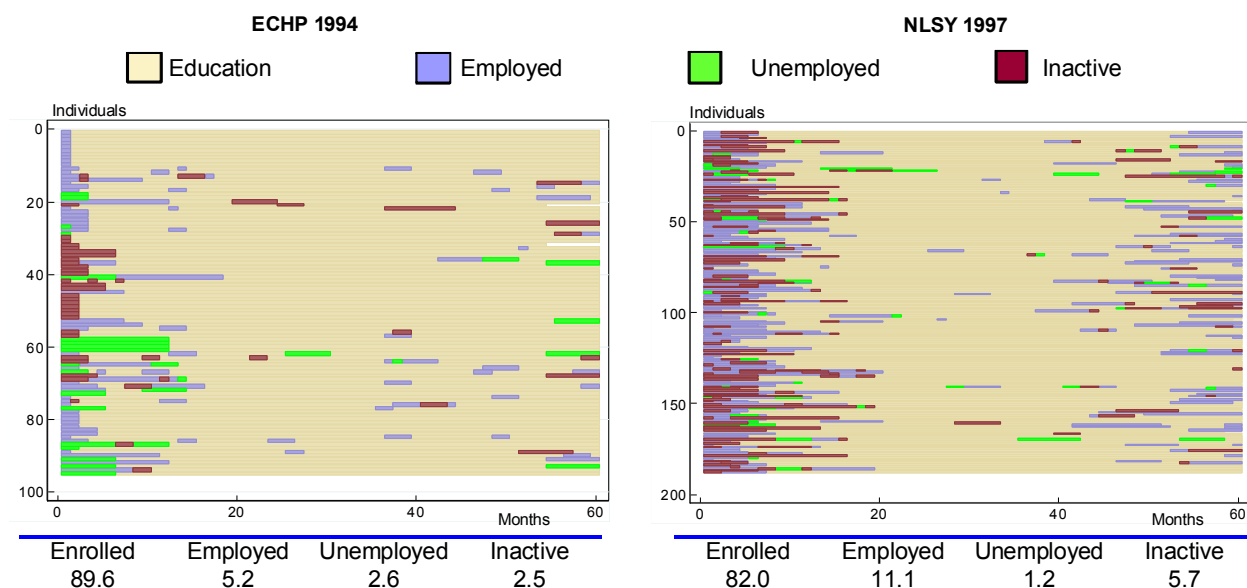 ECHP 1994
NLSY 1997
Education Employed Unemployed Inactive
Individuals
0
20
40
60
80
100
0 20 40 60
Months
Individuals
0
50
100
150
200
0 20 40 60
Months
Enrolled Employed Unemployed Inactive
89.6 5.2 2.6 2.5
Enrolled Employed Unemployed Inactive
82.0 11.1 1.2 5.7